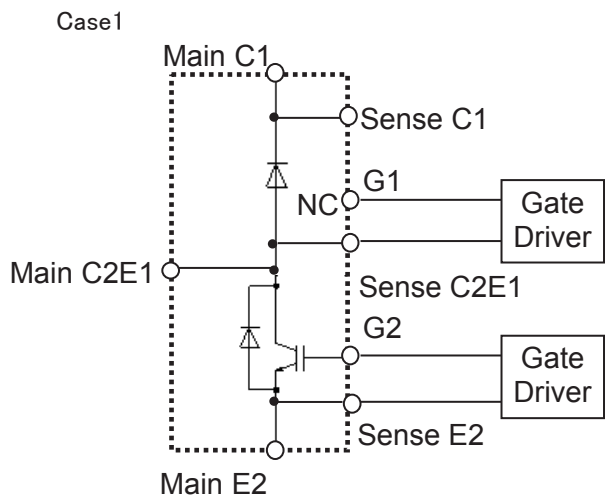 Case1
Main C1
Sense C1
G1
NC
Gate
Driver
Main C2E1
Sense C2E1
G2
Gate
Driver
Sense E2
Main E2